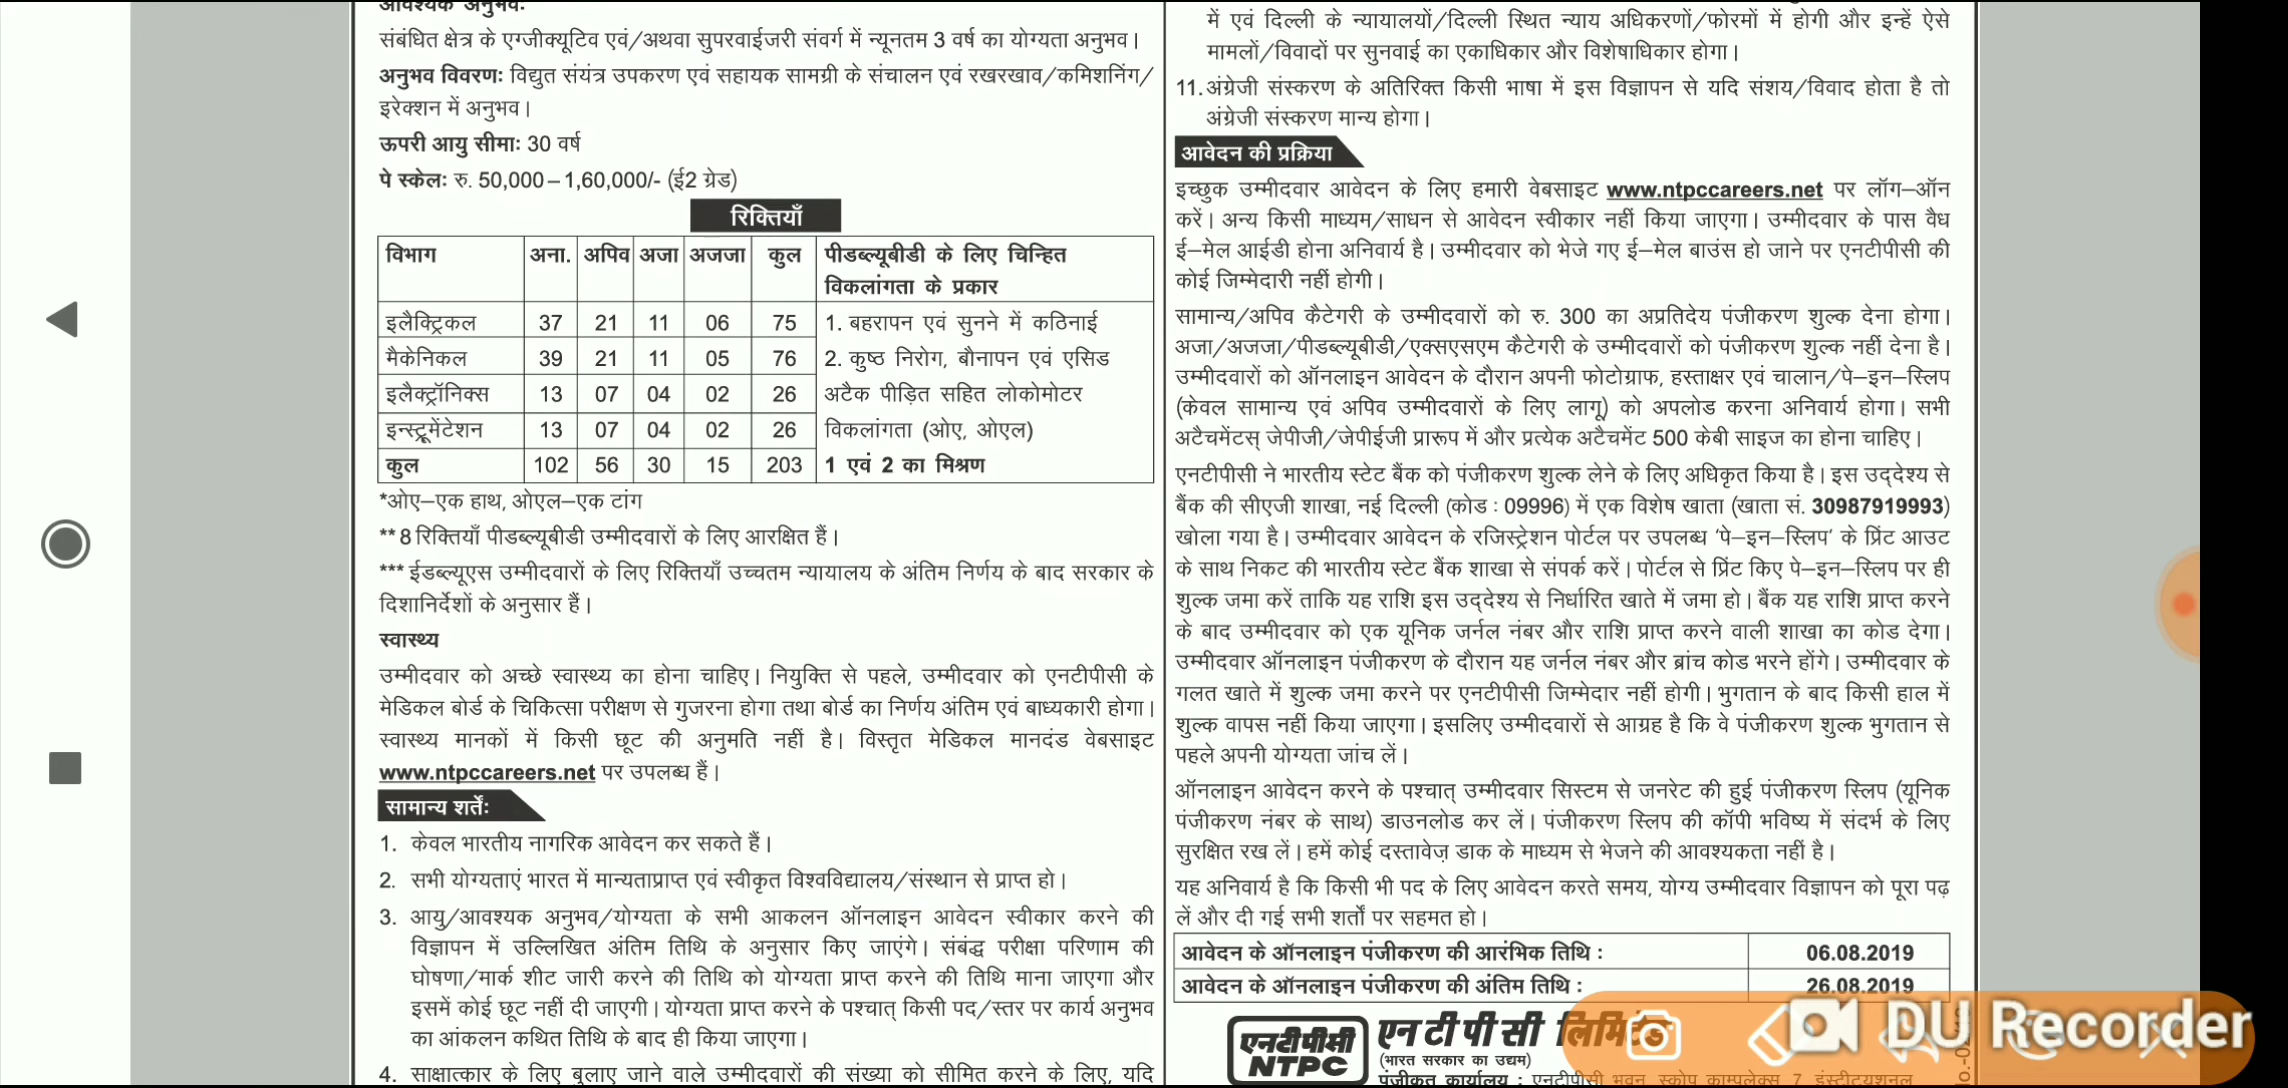 आवश्यक अनुभवः
संबंधित क्षेत्र के एग्जीक्यूटिव एवं/अथवा सुपरवाईजरी संवर्ग में न्यूनतम 3 वर्ष का योग्यता अनुभव।
अनुभव विवरणः विद्युत संयंत्र उपकरण एवं सहायक सामग्री के संचालन एवं रखरखाव/कमिशनिंग/
इरेक्शन में अनुभव।
ऊपरी आयु सीमाः 30 वर्ष
पे स्केलः रु. 50,000–1,60,000/- (ई2 ग्रेड)
रिक्तियाँ
विभाग अना. अपिव अजा अजजा कुल पीडब्ल्यूबीडी के लिए चिन्हित
विकलांगता के प्रकार
इलैक्ट्रिकल 37 21 11 06 75 1. बहरापन एवं सुनने में कठिनाई
मैकेनिकल 39 21 11 05 76 2. कुष्ठ निरोग, बौनापन एवं एसिड
इलैक्ट्रॉनिक्स 13 07 04 02 26 अटैक पीड़ित सहित लोकोमोटर
इन्स्ट्रूमेंटेशन 13 07 04 02 26 विकलांगता (ओए, ओएल)
कुल 102 56 30 15 203 1 एवं 2 का मिश्रण
*ओए–एक हाथ, ओएल–एक टांग
**8 रिक्तियाँ पीडब्ल्यूबीडी उम्मीदवारों के लिए आरक्षित हैं।
*** ईडब्ल्यूएस उम्मीदवारों के लिए रिक्तियाँ उच्चतम न्यायालय के अंतिम निर्णय के बाद सरकार के
दिशानिर्देशों के अनुसार हैं।
स्वास्थ्य
उम्मीदवार को अच्छे स्वास्थ्य का होना चाहिए। नियुक्ति से पहले, उम्मीदवार को एनटीपीसी के
मेडिकल बोर्ड के चिकित्सा परीक्षण से गुजरना होगा तथा बोर्ड का निर्णय अंतिम एवं बाध्यकारी होगा।
स्वास्थ्य मानकों में किसी छूट की अनुमति नहीं है। विस्तृत मेडिकल मानदंड वेबसाइट
www.ntpccareers.net पर उपलब्ध हैं।
सामान्य शर्तेंः
1. केवल भारतीय नागरिक आवेदन कर सकते हैं।
2. सभी योग्यताएं भारत में मान्यताप्राप्त एवं स्वीकृत विश्वविद्यालय/संस्थान से प्राप्त हो।
3. आयु/आवश्यक अनुभव/योग्यता के सभी आकलन ऑनलाइन आवेदन स्वीकार करने की
विज्ञापन में उल्लिखित अंतिम तिथि के अनुसार किए जाएंगे। संबंद्ध परीक्षा परिणाम की
घोषणा/मार्क शीट जारी करने की तिथि को योग्यता प्राप्त करने की तिथि माना जाएगा और
इसमें कोई छूट नहीं दी जाएगी। योग्यता प्राप्त करने के पश्चात् किसी पद/स्तर पर कार्य अनुभव
का आंकलन कथित तिथि के बाद ही किया जाएगा।
4. साक्षात्कार के लिए बुलाए जाने वाले उम्मीदवारों की संख्या को सीमित करने के लिए, यदि
में एवं दिल्ली के न्यायालयों/दिल्ली स्थित न्याय अधिकरणों/फोरमों में होगी और इन्हें ऐसे
मामलों/विवादों पर सुनवाई का एकाधिकार और विशेषाधिकार होगा।
11. अंग्रेजी संस्करण के अतिरिक्त किसी भाषा में इस विज्ञापन से यदि संशय/विवाद होता है तो
अंग्रेजी संस्करण मान्य होगा।
आवेदन की प्रक्रिया
इच्छुक उम्मीदवार आवेदन के लिए हमारी वेबसाइट www.ntpccareers.net पर लॉग–ऑन
करें। अन्य किसी माध्यम/साधन से आवेदन स्वीकार नहीं किया जाएगा। उम्मीदवार के पास वैध
ई–मेल आईडी होना अनिवार्य है। उम्मीदवार को भेजे गए ई–मेल बाउंस हो जाने पर एनटीपीसी की
कोई जिम्मेदारी नहीं होगी।
सामान्य/अपिव कैटेगरी के उम्मीदवारों को रु. 300 का अप्रतिदेय पंजीकरण शुल्क देना होगा।
अजा/अजजा/पीडब्ल्यूबीडी/एक्सएसएम कैटेगरी के उम्मीदवारों को पंजीकरण शुल्क नहीं देना है।
उम्मीदवारों को ऑनलाइन आवेदन के दौरान अपनी फोटोग्राफ, हस्ताक्षर एवं चालान/पे–इन–स्लिप
(केवल सामान्य एवं अपिव उम्मीदवारों के लिए लागू) को अपलोड करना अनिवार्य होगा। सभी
अटैचमेंटस् जेपीजी/जेपीईजी प्रारूप में और प्रत्येक अटैचमेंट 500 केबी साइज का होना चाहिए।
एनटीपीसी ने भारतीय स्टेट बैंक को पंजीकरण शुल्क लेने के लिए अधिकृत किया है। इस उद्‌देश्य से
बैंक की सीएजी शाखा, नई दिल्ली (कोड : 09996) में एक विशेष खाता (खाता सं. 30987919993)
खोला गया है। उम्मीदवार आवेदन के रजिस्ट्रेशन पोर्टल पर उपलब्ध 'पे–इन–स्लिप' के प्रिंट आउट
के साथ निकट की भारतीय स्टेट बैंक शाखा से संपर्क करें। पोर्टल से प्रिंट किए पे–इन–स्लिप पर ही
शुल्क जमा करें ताकि यह राशि इस उद्‌देश्य से निर्धारित खाते में जमा हो। बैंक यह राशि प्राप्त करने
के बाद उम्मीदवार को एक यूनिक जर्नल नंबर और राशि प्राप्त करने वाली शाखा का कोड देगा।
उम्मीदवार ऑनलाइन पंजीकरण के दौरान यह जर्नल नंबर और ब्रांच कोड भरने होंगे। उम्मीदवार के
गलत खाते में शुल्क जमा करने पर एनटीपीसी जिम्मेदार नहीं होगी। भुगतान के बाद किसी हाल में
शुल्क वापस नहीं किया जाएगा। इसलिए उम्मीदवारों से आग्रह है कि वे पंजीकरण शुल्क भुगतान से
पहले अपनी योग्यता जांच लें।
ऑनलाइन आवेदन करने के पश्चात् उम्मीदवार सिस्टम से जनरेट की हुई पंजीकरण स्लिप (यूनिक
पंजीकरण नंबर के साथ) डाउनलोड कर लें। पंजीकरण स्लिप की कॉपी भविष्य में संदर्भ के लिए
सुरक्षित रख लें। हमें कोई दस्तावेज़ डाक के माध्यम से भेजने की आवश्यकता नहीं है।
यह अनिवार्य है कि किसी भी पद के लिए आवेदन करते समय, योग्य उम्मीदवार विज्ञापन को पूरा पढ़
लें और दी गई सभी शर्तों पर सहमत हो।
आवेदन के ऑनलाइन पंजीकरण की आरंभिक तिथि : 06.08.2019
आवेदन के ऑनलाइन पंजीकरण की अंतिम तिथि : 26.08.2019
एनटीपीसी NTPC
एनटीपीसी लिमिटेड
(भारत सरकार का उद्यम)
पंजीकृत कार्यालय : एनटीपीसी भवन, स्कोप काम्पलेक्स, 7, इंस्टीट्यूशनल
DU Recorder